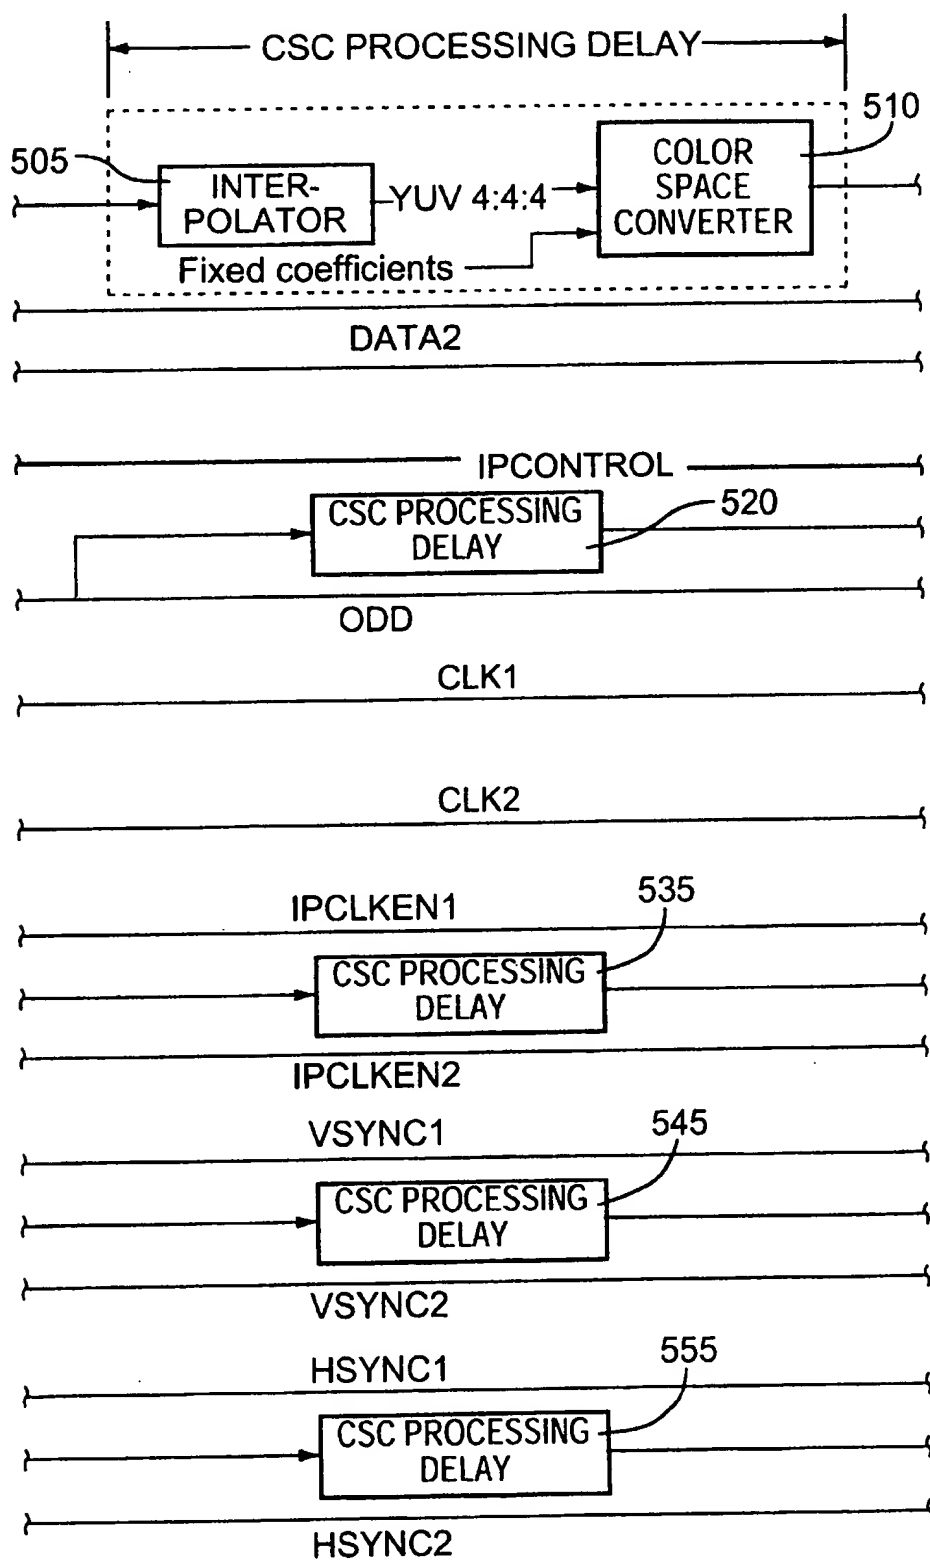 CSC PROCESSING DELAY
510
505
INTER-
POLATOR
YUV 4:4:4
COLOR
SPACE
CONVERTER
Fixed coefficients
DATA2
IPCONTROL
CSC PROCESSING
DELAY
520
ODD
CLK1
CLK2
IPCLKEN1
535
CSC PROCESSING
DELAY
IPCLKEN2
VSYNC1
545
CSC PROCESSING
DELAY
VSYNC2
HSYNC1
555
CSC PROCESSING
DELAY
HSYNC2